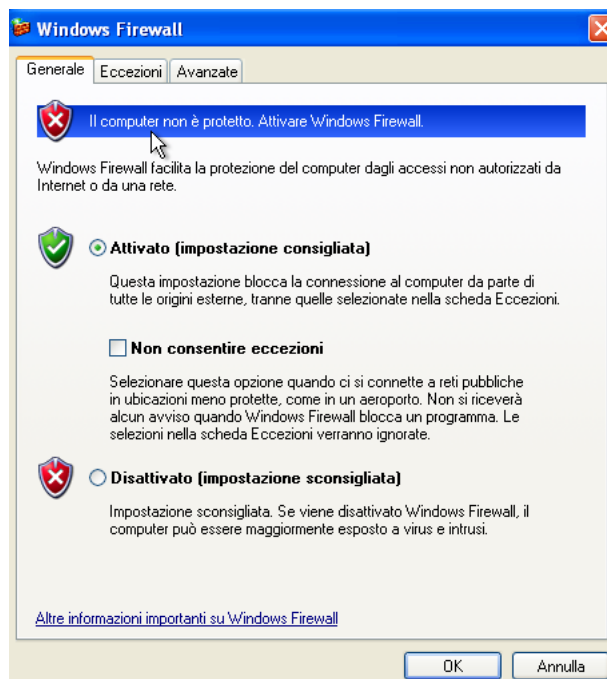 Windows Firewall
Generale Eccezioni Avanzate
Il computer non è protetto. Attivare Windows Firewall.
Windows Firewall facilita la protezione del computer dagli accessi non autorizzati da
Internet o da una rete.
Attivato (impostazione consigliata)
Questa impostazione blocca la connessione al computer da parte di
tutte le origini esterne, tranne quelle selezionate nella scheda Eccezioni.
Non consentire eccezioni
Selezionare questa opzione quando ci si connette a reti pubbliche
in ubicazioni meno protette, come in un aeroporto. Non si riceverà
alcun avviso quando Windows Firewall blocca un programma. Le
selezioni nella scheda Eccezioni verranno ignorate.
Disattivato (impostazione sconsigliata)
Impostazione sconsigliata. Se viene disattivato Windows Firewall, il
computer può essere maggiormente esposto a virus e intrusi.
Altre informazioni importanti su Windows Firewall
OK Annulla